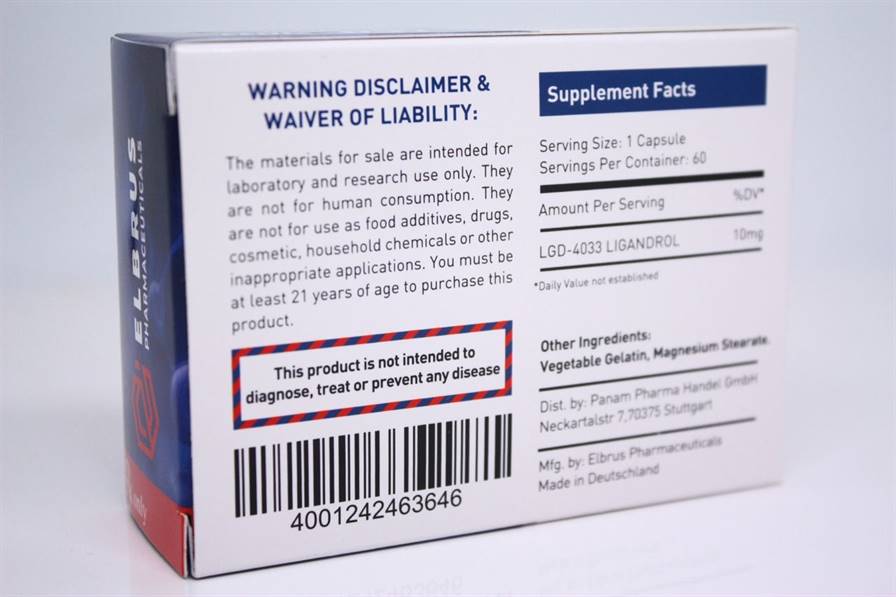 WARNING DISCLAIMER &
WAIVER OF LIABILITY:
The materials for sale are intended for
laboratory and research use only. They
are not for human consumption. They
are not for use as food additives, drugs,
cosmetic, household chemicals or other
inappropriate applications. You must be
at least 21 years of age to purchase this
product.
This product is not intended to
diagnose, treat or prevent any disease
4001242463646
Supplement Facts
Serving Size: 1 Capsule
Servings Per Container: 60
Amount Per Serving %DV*
LGD-4033 LIGANDROL 10mg
*Daily Value not established
Other Ingredients:
Vegetable Gelatin, Magnesium Stearate.
Dist. by: Panam Pharma Handel GmbH
Neckartalstr 7,70375 Stuttgart
Mfg. by: Elbrus Pharmaceuticals
Made in Deutschland
ELBRUS
PHARMACEUTICALS
only